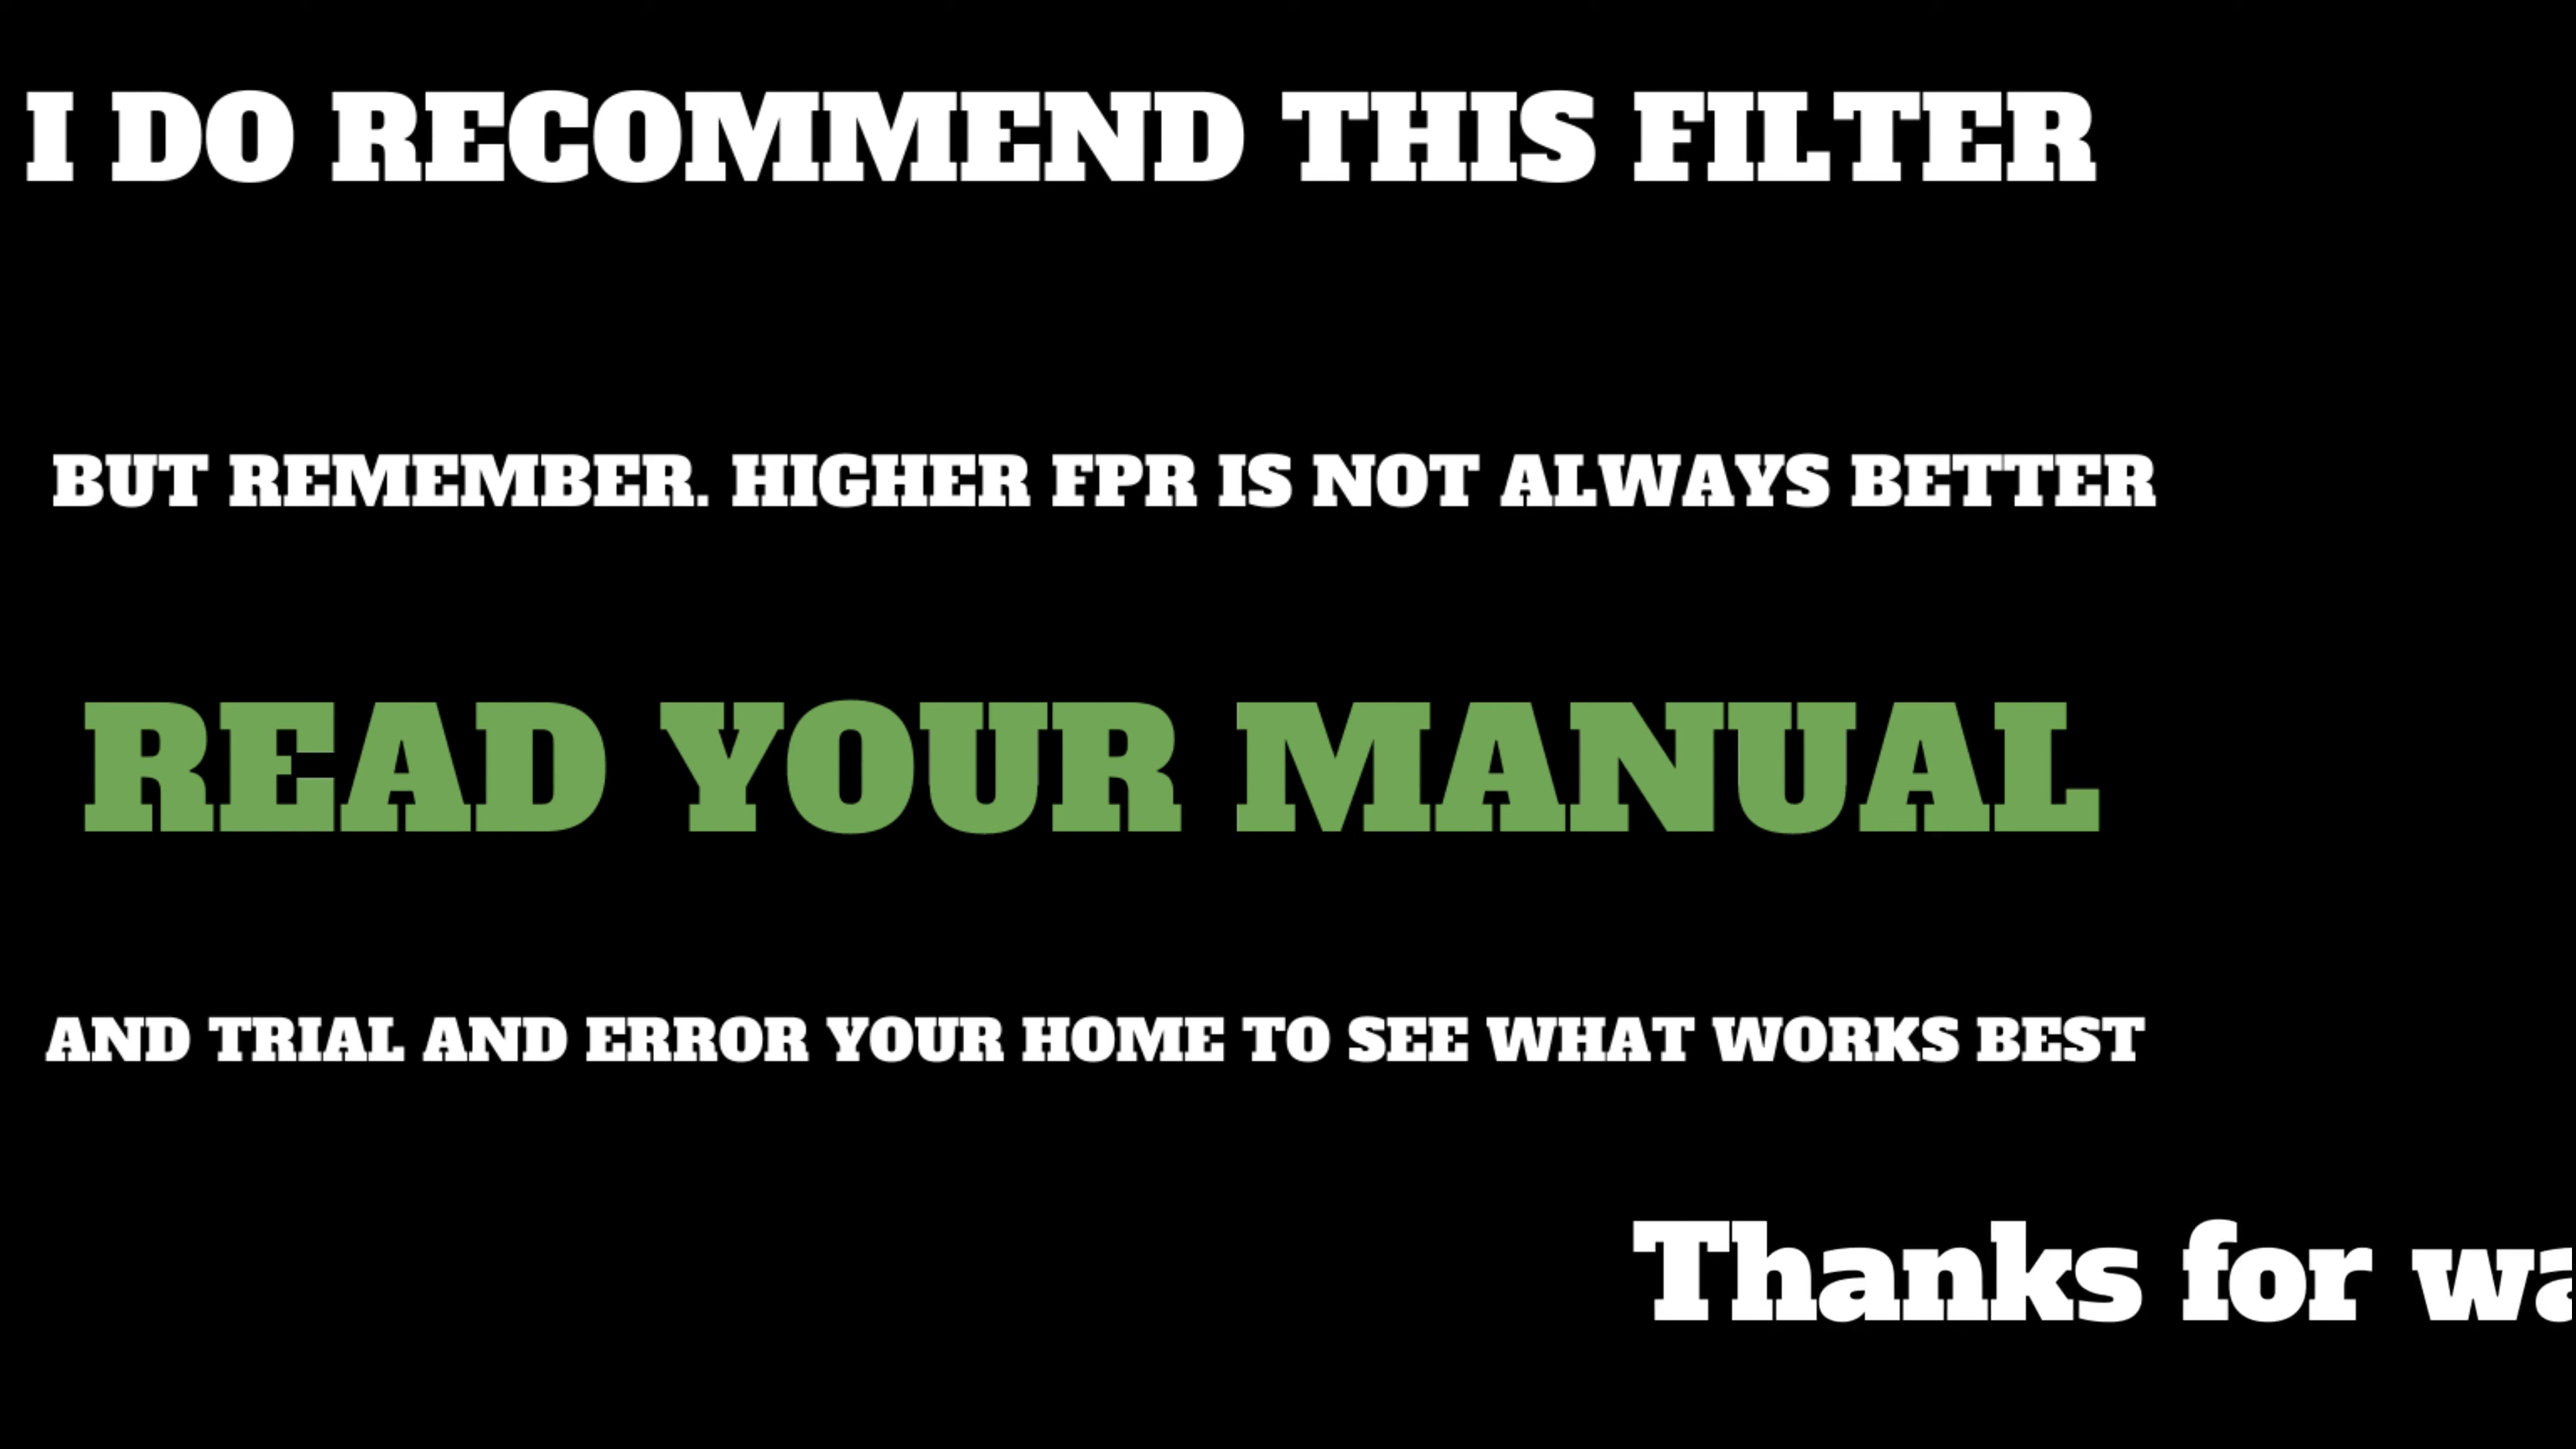 I DO RECOMMEND THIS FILTER
BUT REMEMBER. HIGHER FPR IS NOT ALWAYS BETTER
READ YOUR MANUAL
AND TRIAL AND ERROR YOUR HOME TO SEE WHAT WORKS BEST
Thanks for wa